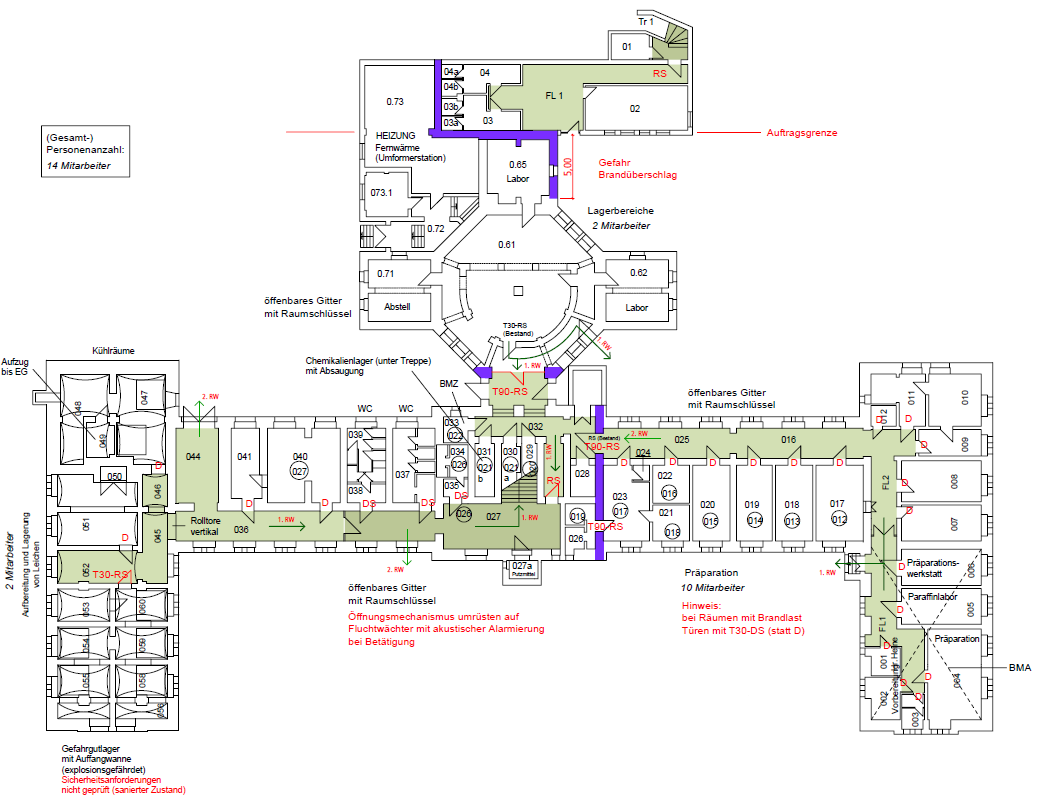 Tr 1
01
RS
04a
04
04b
FL 1
0.73
03b
02
03a
03
HEIZUNG
Fernwärme
(Umformerstation)
Auftragsgrenze
(Gesamt-)
Personenanzahl:
14 Mitarbeiter
5.00
Gefahr
Brandüberschlag
0.65
Labor
073.1
Lagerbereiche
2 Mitarbeiter
0.72
0.61
0.71
0.62
Abstell
Labor
öffenbares Gitter
mit Raumschlüssel
T30-RS
(Bestand)
1. RW
1. RW
Kühlräume
Aufzug
bis EG
Chemikalienlager (unter Treppe)
mit Absaugung
BMZ
T90-RS
öffenbares Gitter
mit Raumschlüssel
2. RW
WC
WC
047
048
049
050
051
052
053
054
055
056
058
059
060
046
045
044
D
D
T30-RS
041
040
027
039
038
037
033
022
034
026
035
DS
DS
DS
D
D
031
021
b
030
021
a
029
032
1. RW
RS
028
RS (Bestand)
T90-RS
2. RW
024
025
016
D
D
D
D
D
D
023
017
022
016
021
018
020
015
019
014
018
013
017
012
019
026
T90-RS
Rolltore
vertikal
036
1. RW
026
027
1. RW
2. RW
027a
Putzmittel
011
010
012
D
D
D
009
008
D
FL2
D
007
1. RW
D
Präparations-
werkstatt
006
Paraffinlabor
D
005
FL1
Präparation
D
001
002
003
Vorbereitung Halle
D
D
D
064
BMA
2 Mitarbeiter
Aufbereitung und Lagerung
von Leichen
öffenbares Gitter
mit Raumschlüssel
Öffnungsmechanismus umrüsten auf
Fluchtwächter mit akustischer Alarmierung
bei Betätigung
Präparation
10 Mitarbeiter
Hinweis:
bei Räumen mit Brandlast
Türen mit T30-DS (statt D)
Gefahrgutlager
mit Auffangwanne
(explosionsgefährdet)
Sicherheitsanforderungen
nicht geprüft (sanierter Zustand)